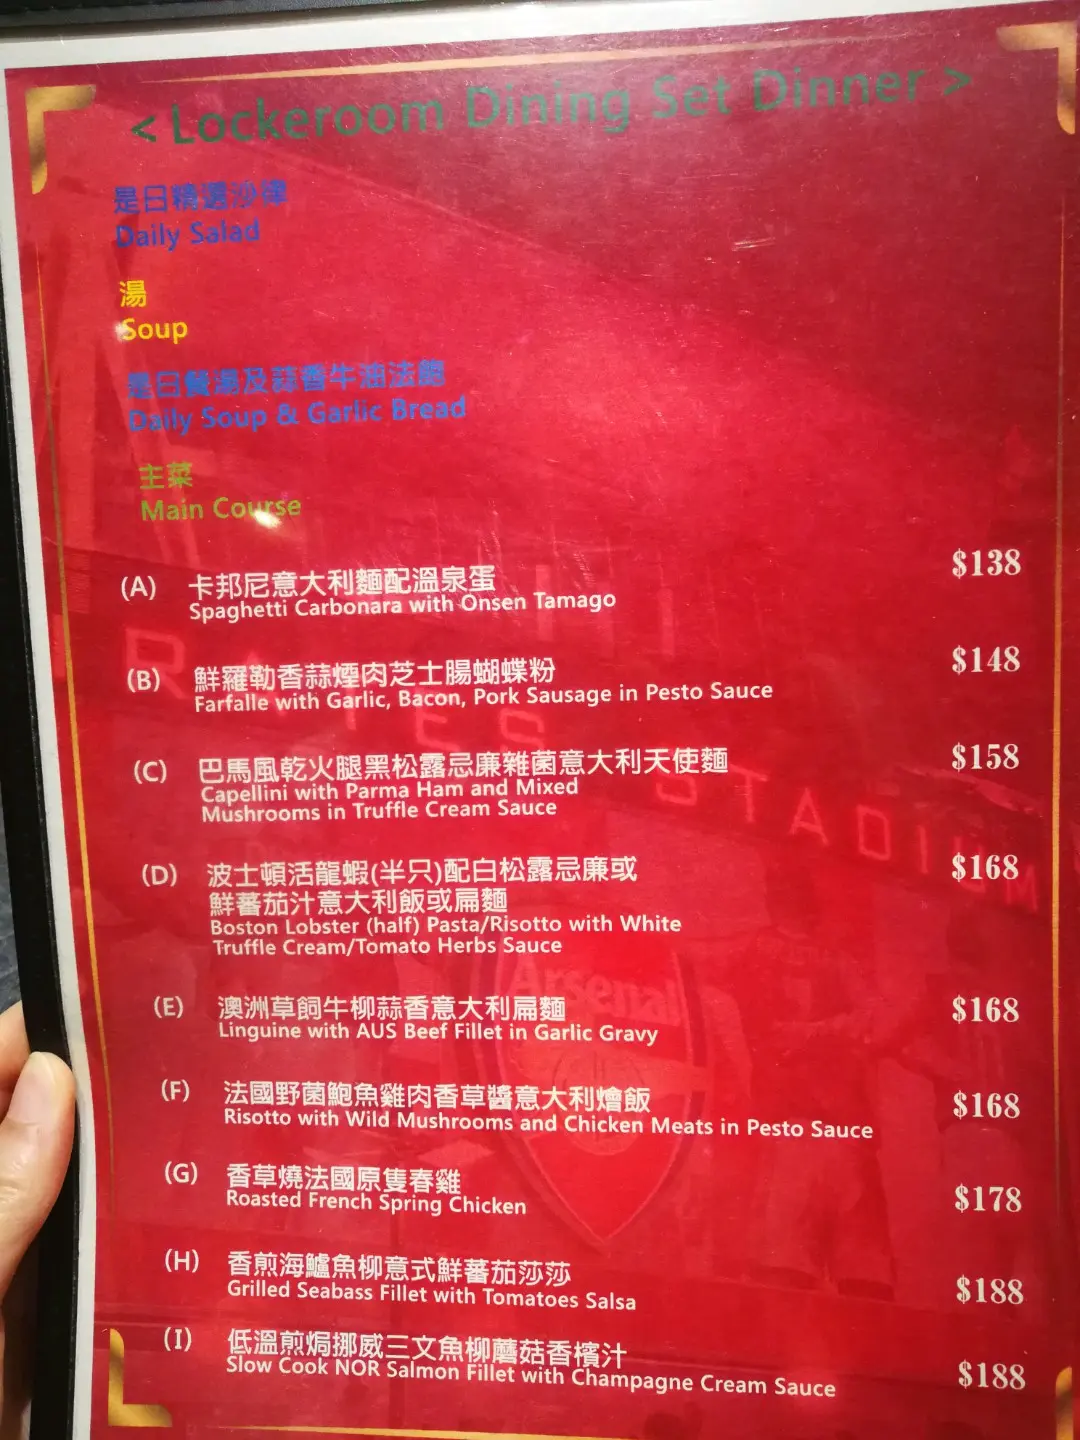 < Lockeroom Dining Set Dinner >
是日精選沙律
Daily Salad
湯
Soup
是日餐湯及蒜香牛油法飽
Daily Soup & Garlic Bread
主菜
Main Course
(A) 卡邦尼意大利麵配溫泉蛋 $138
Spaghetti Carbonara with Onsen Tamago
(B) 鮮羅勒香蒜煙肉芝士腸蝴蝶粉 $148
Farfalle with Garlic, Bacon, Pork Sausage in Pesto Sauce
(C) 巴馬風乾火腿黑松露忌廉雜菌意大利天使麵 $158
Capellini with Parma Ham and Mixed
Mushrooms in Truffle Cream Sauce
(D) 波士頓活龍蝦(半只)配白松露忌廉或 $168
鮮蕃茄汁意大利飯或扁麵
Boston Lobster (half) Pasta/Risotto with White
Truffle Cream/Tomato Herbs Sauce
(E) 澳洲草飼牛柳蒜香意大利扁麵 $168
Linguine with AUS Beef Fillet in Garlic Gravy
(F) 法國野菌鮑魚雞肉香草醬意大利燴飯 $168
Risotto with Wild Mushrooms and Chicken Meats in Pesto Sauce
(G) 香草燒法國原隻春雞 $178
Roasted French Spring Chicken
(H) 香煎海鱸魚柳意式鮮蕃茄莎莎 $188
Grilled Seabass Fillet with Tomatoes Salsa
(I) 低溫煎焗挪威三文魚柳蘑菇香檳汁 $188
Slow Cook NOR Salmon Fillet with Champagne Cream Sauce
STADIUM
Arsenal